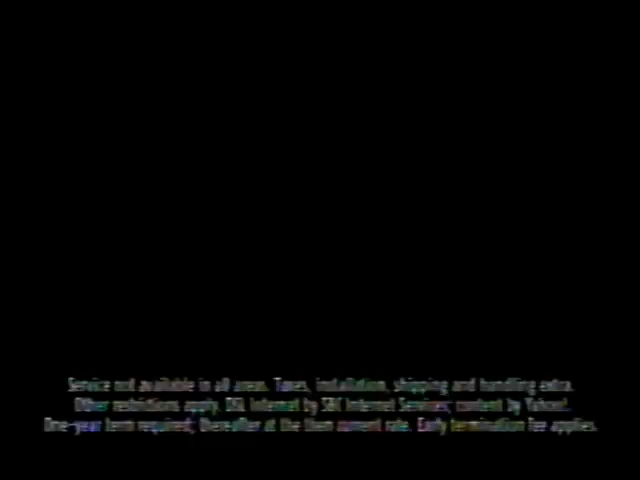 Service not available in all areas. Taxes, installation, shipping and handling extra.
Other restrictions apply. DSL Internet by SBC Internet Services; content by Yahoo!.
One-year term required; thereafter at the then current rate. Early termination fee applies.